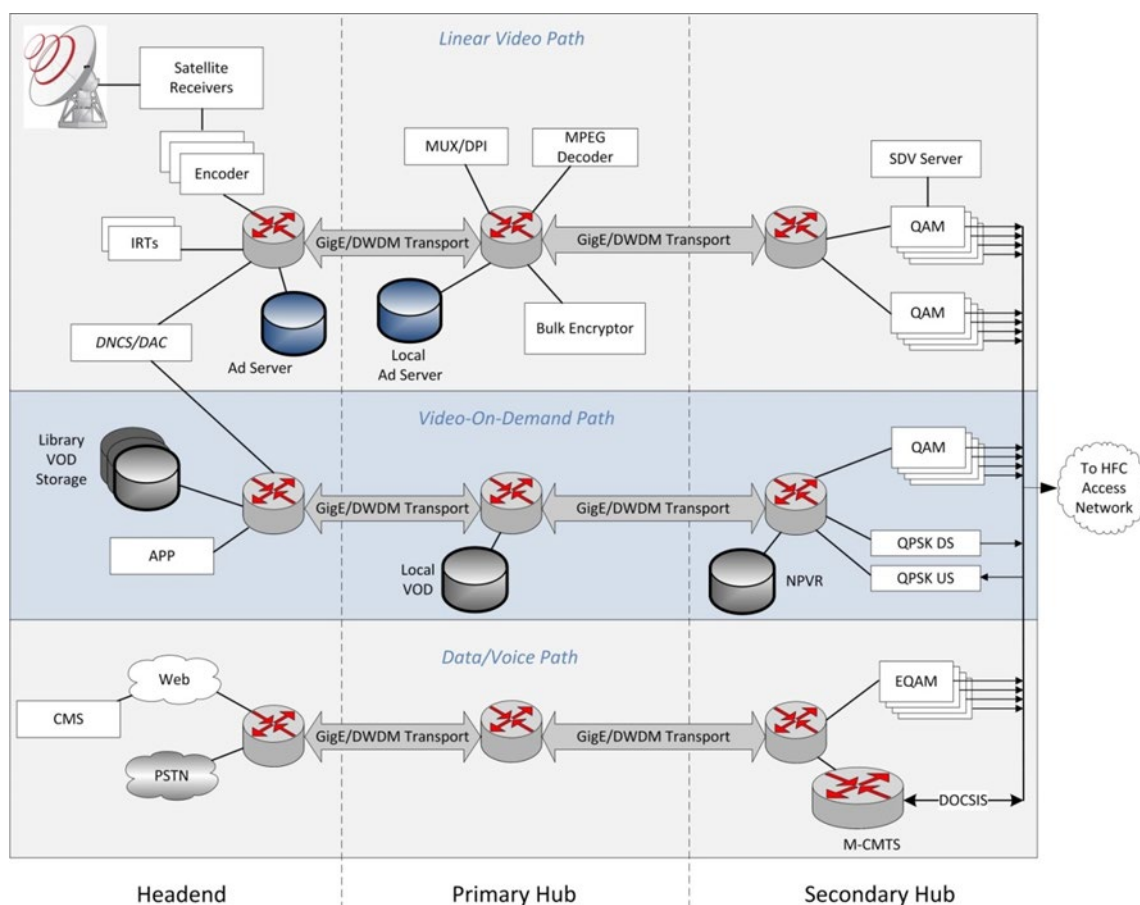 Linear Video Path
Satellite
Receivers
Encoder
IRTs
DNCS/DAC
Ad Server
GigE/DWDM Transport
MUX/DPI
MPEG
Decoder
Local
Ad Server
Bulk Encryptor
GigE/DWDM Transport
SDV Server
QAM
QAM
Video-On-Demand Path
Library
VOD
Storage
APP
GigE/DWDM Transport
Local
VOD
GigE/DWDM Transport
NPVR
QAM
QPSK DS
QPSK US
To HFC
Access
Network
Data/Voice Path
Web
CMS
PSTN
GigE/DWDM Transport
GigE/DWDM Transport
EQAM
DOCSIS
M-CMTS
Headend
Primary Hub
Secondary Hub